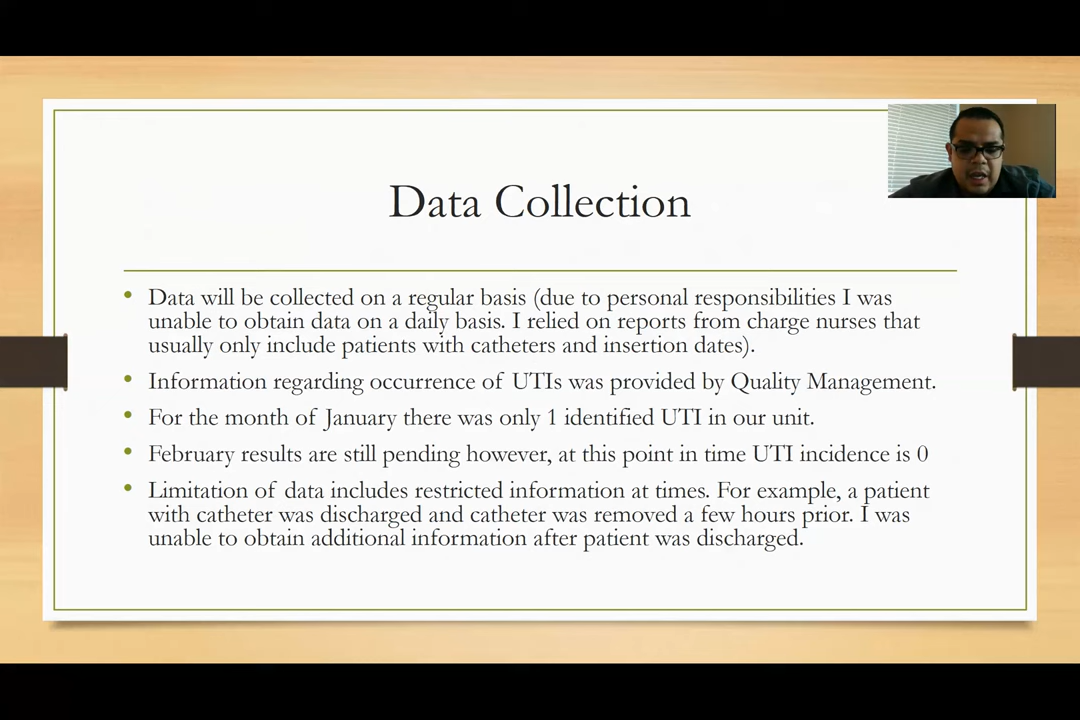 Data Collection
• Data will be collected on a regular basis (due to personal responsibilities I was
unable to obtain data on a daily basis. I relied on reports from charge nurses that
usually only include patients with catheters and insertion dates).
• Information regarding occurrence of UTIs was provided by Quality Management.
• For the month of January there was only 1 identified UTI in our unit.
• February results are still pending however, at this point in time UTI incidence is 0
• Limitation of data includes restricted information at times. For example, a patient
with catheter was discharged and catheter was removed a few hours prior. I was
unable to obtain additional information after patient was discharged.